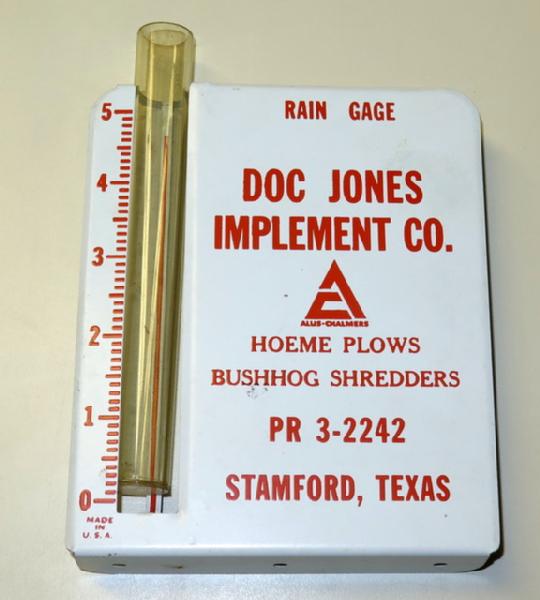 RAIN GAGE
DOC JONES
IMPLEMENT CO.
ALLIS-CHALMERS
HOEME PLOWS
BUSHHOG SHREDDERS
PR 3-2242
STAMFORD, TEXAS
5
4
3
2
1
0
MADE
IN
U.S.A.